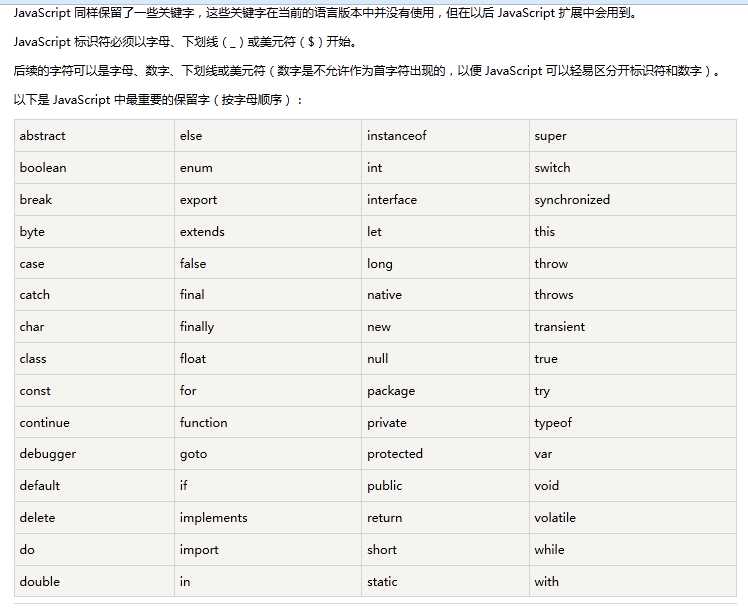 JavaScript 同样保留了一些关键字，这些关键字在当前的语言版本中并没有使用，但在以后 JavaScript 扩展中会用到。
JavaScript 标识符必须以字母、下划线（_）或美元符（$）开始。
后续的字符可以是字母、数字、下划线或美元符（数字是不允许作为首字符出现的，以便 JavaScript 可以轻易区分开标识符和数字）。
以下是 JavaScript 中最重要的保留字（按字母顺序）：
abstract else instanceof super
boolean enum int switch
break export interface synchronized
byte extends let this
case false long throw
catch final native throws
char finally new transient
class float null true
const for package try
continue function private typeof
debugger goto protected var
default if public void
delete implements return volatile
do import short while
double in static with